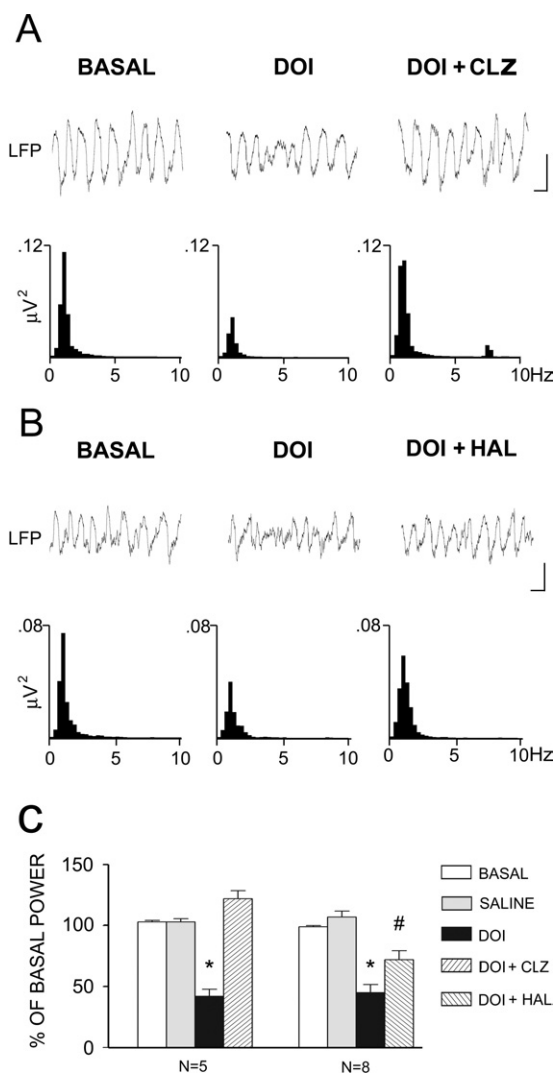 A
BASAL DOI DOI + CLZ
LFP
.12 .12 .12
µV2
0 5 10 0 5 10 0 5 10Hz
B
BASAL DOI DOI + HAL
LFP
.08 .08 .08
µV2
0 5 10 0 5 10 0 5 10Hz
C
% OF BASAL POWER
150
100
50
0
* * #
N=5 N=8
BASAL
SALINE
DOI
DOI + CLZ
DOI + HAL